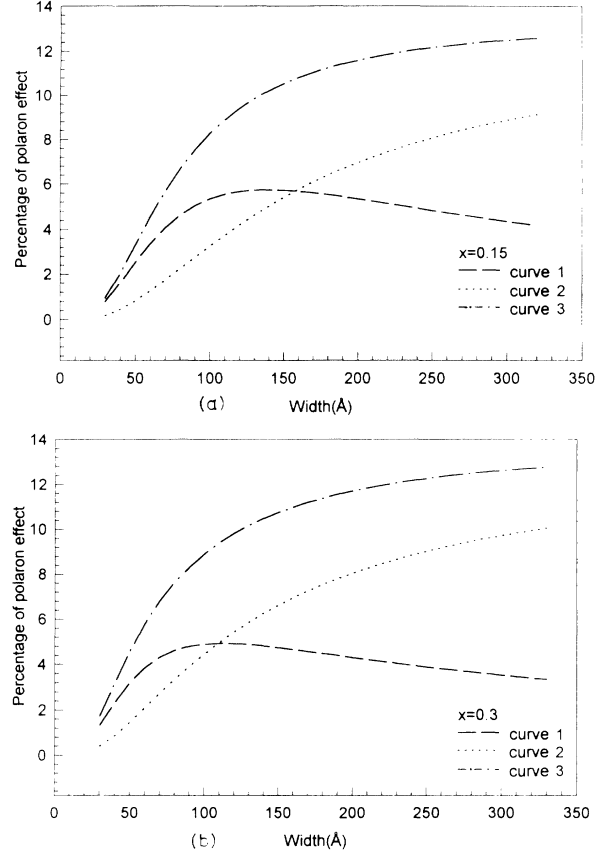 14
12
10
8
6
4
2
0
Percentage of polaron effect
x=0.15
curve 1
curve 2
curve 3
0 50 100 150 200 250 300 350
(a) Width(Å)
14
12
10
8
6
4
2
0
Percentage of polaron effect
x=0.3
curve 1
curve 2
curve 3
0 50 100 150 200 250 300 350
(b) Width(Å)